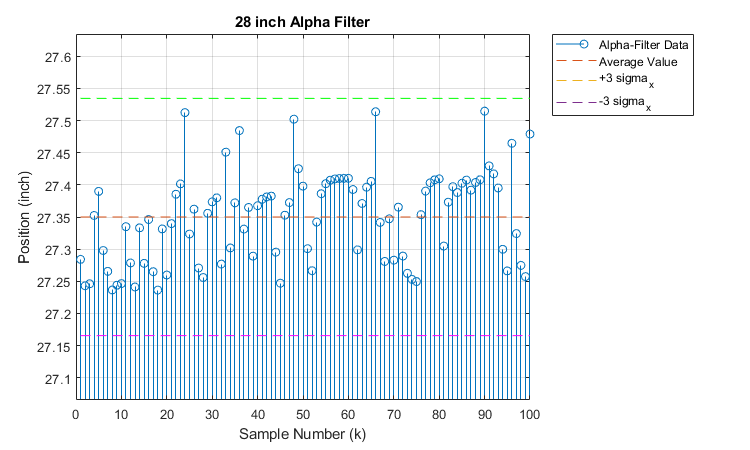 28 inch Alpha Filter
Alpha-Filter Data
Average Value
+3 sigma_x
-3 sigma_x
27.6
27.55
27.5
27.45
27.4
27.35
27.3
27.25
27.2
27.15
27.1
Position (inch)
0 10 20 30 40 50 60 70 80 90 100
Sample Number (k)